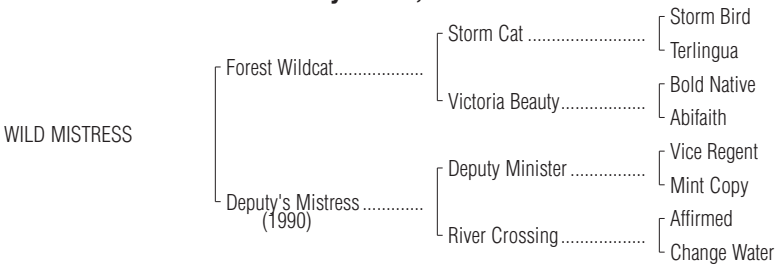 Storm Bird
Storm Cat ........................
Terlingua
Forest Wildcat...................
Bold Native
Victoria Beauty.................
Abifaith
WILD MISTRESS
Vice Regent
Deputy Minister ................
Mint Copy
Deputy's Mistress .............
(1990)
Affirmed
River Crossing..................
Change Water